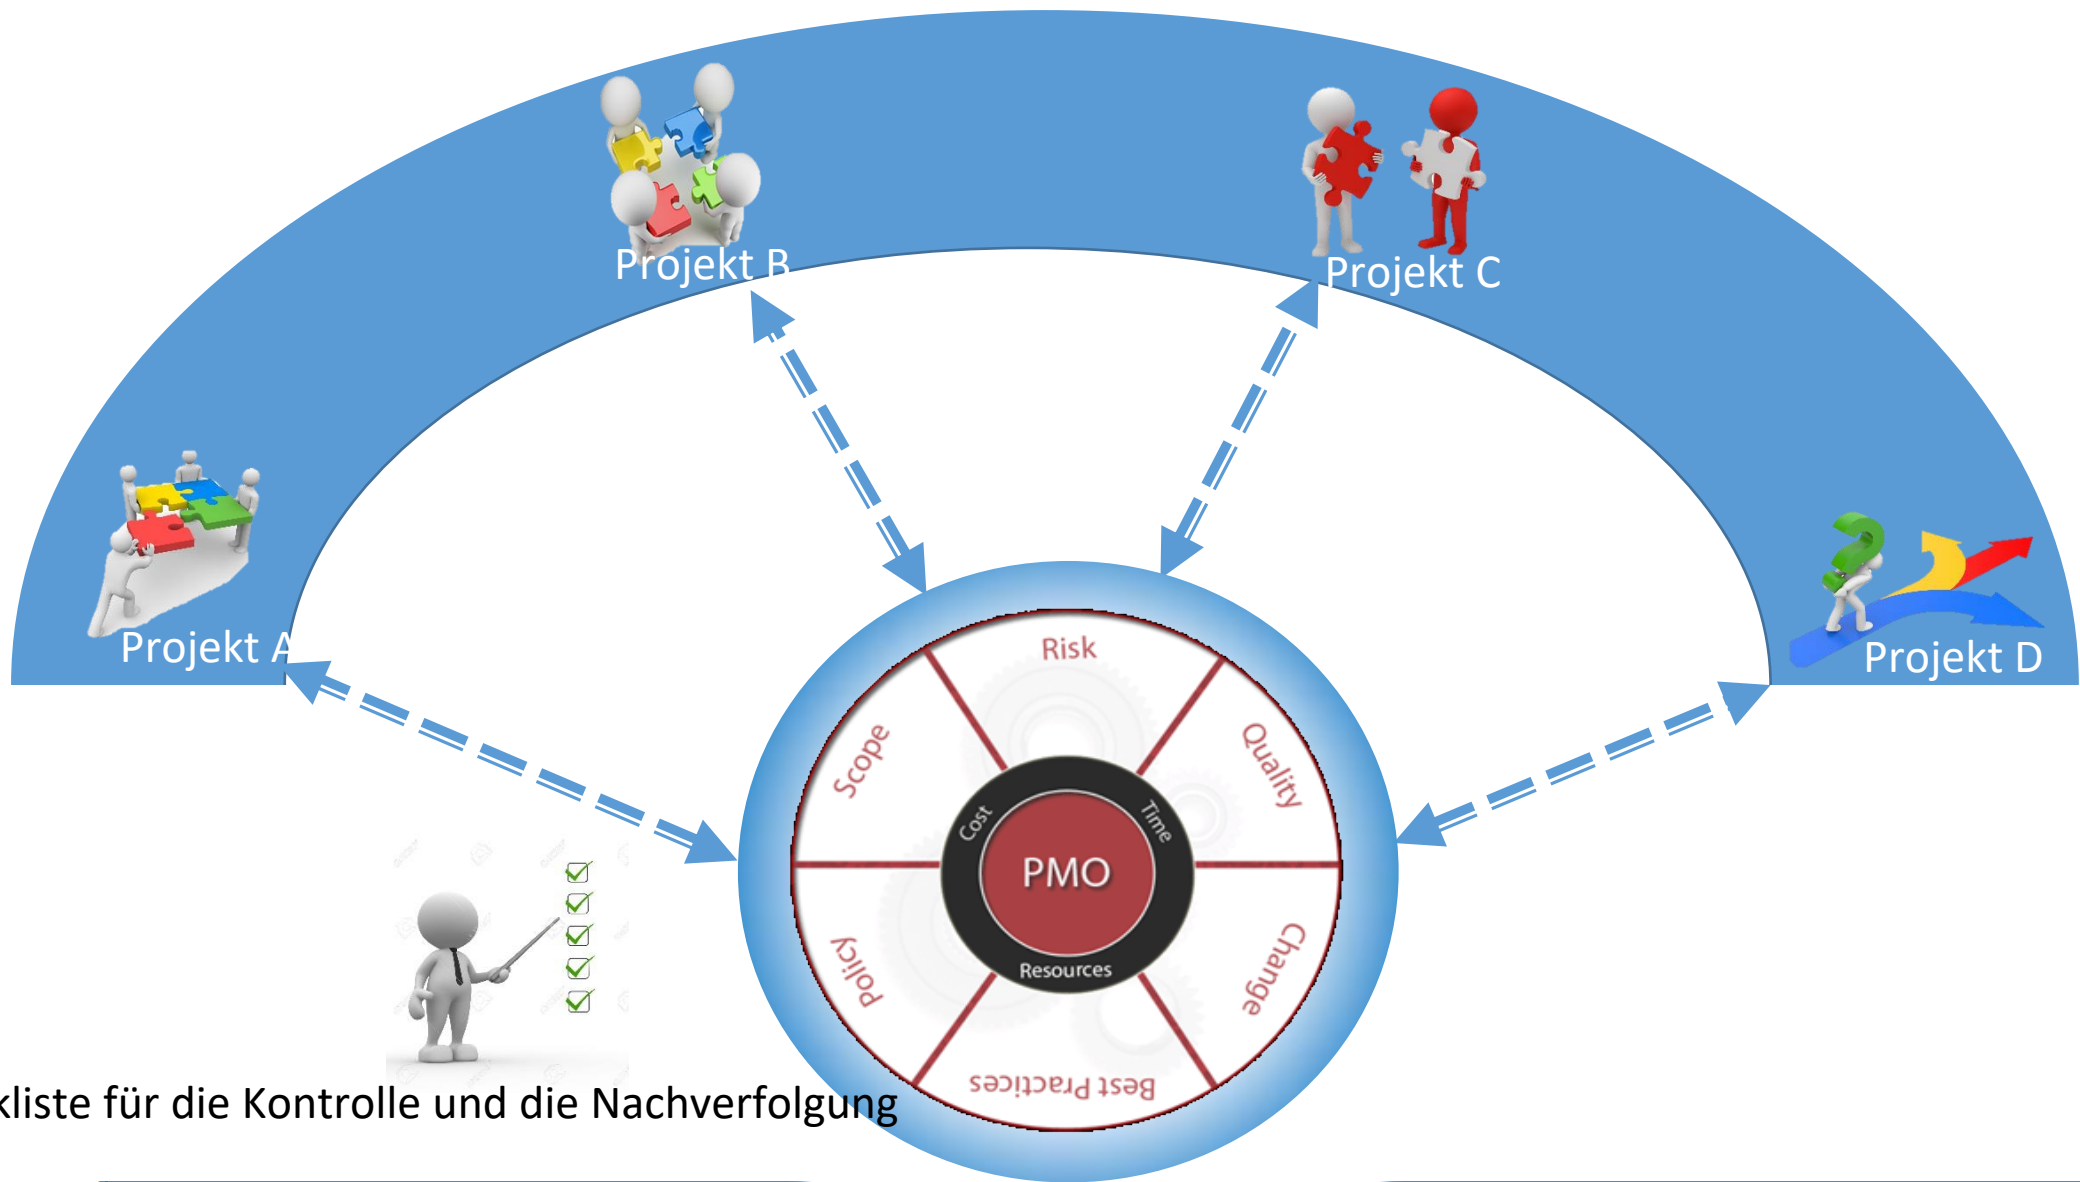 Projekt B
Projekt C
Projekt A
Projekt D
Risk
Scope
Quality
Cost
Time
PMO
Resources
Policy
Change
Best Practices
kliste für die Kontrolle und die Nachverfolgung